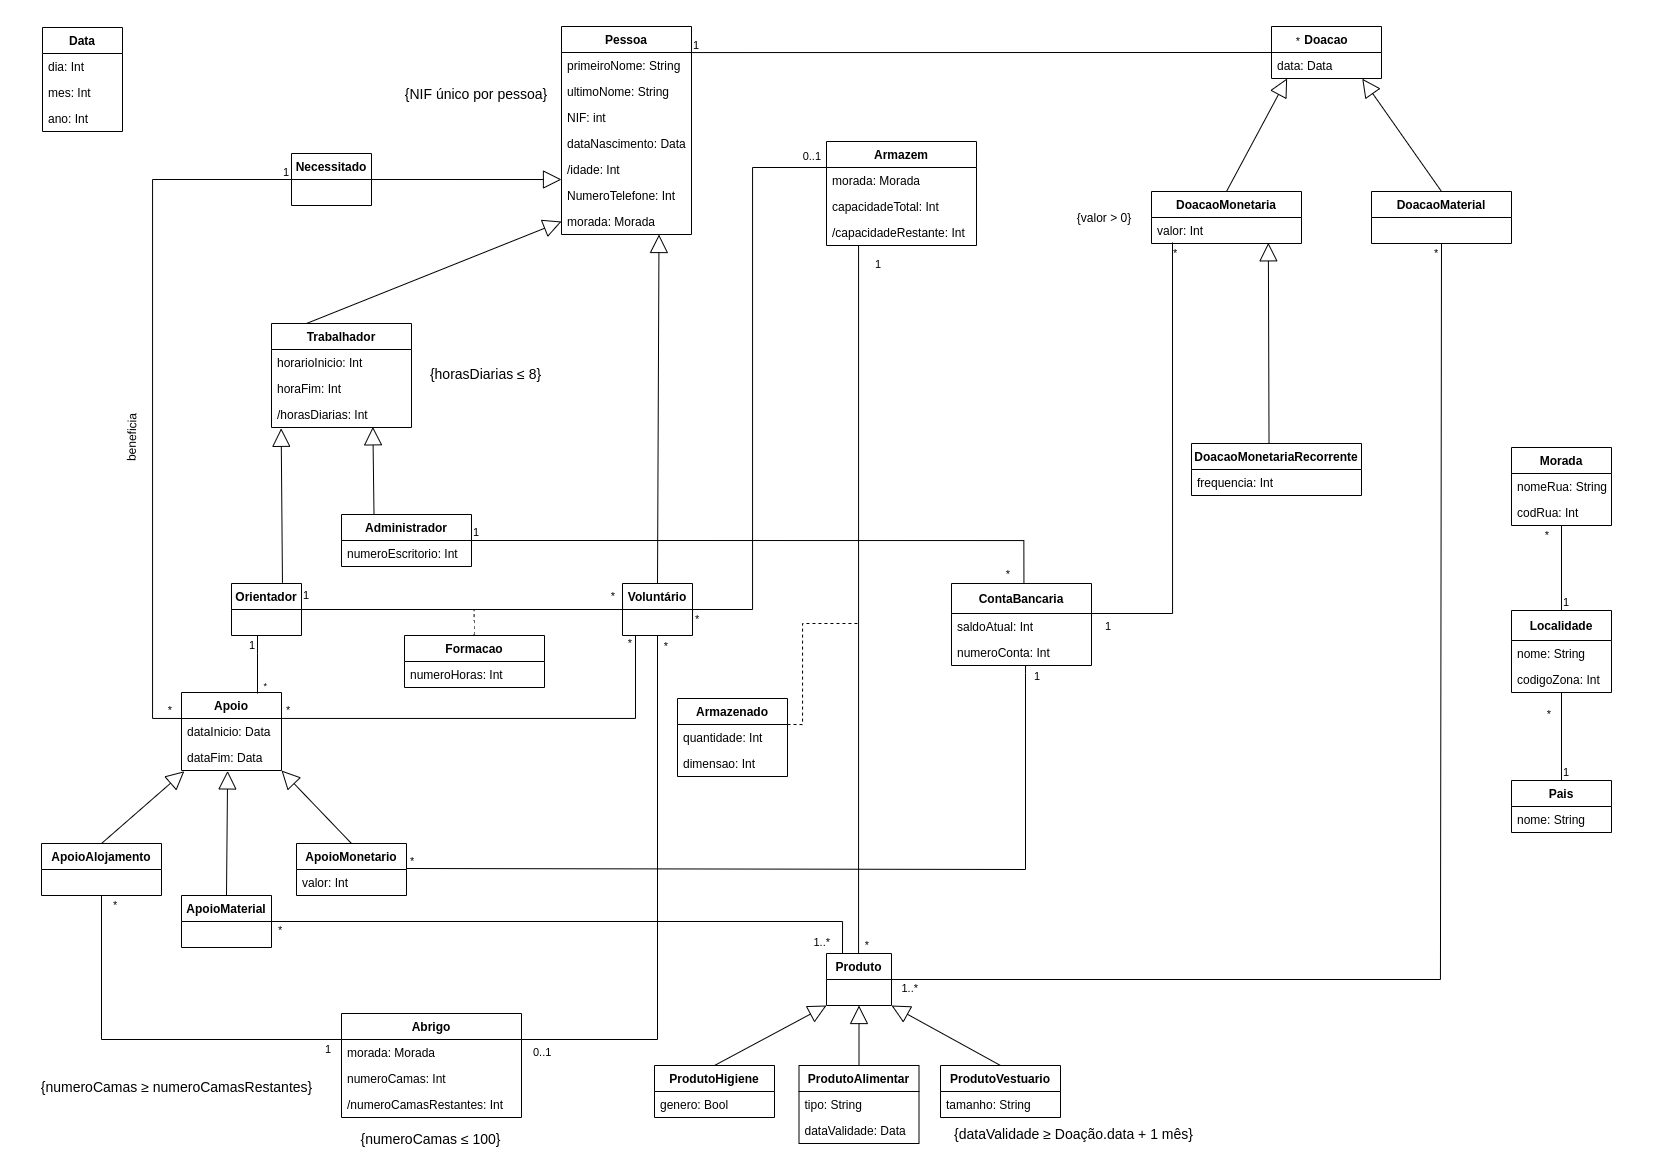 Data
dia: Int
mes: Int
ano: Int
{NIF único por pessoa}
Pessoa
primeiroNome: String
ultimoNome: String
NIF: int
dataNascimento: Data
/idade: Int
NumeroTelefone: Int
morada: Morada
1
* Doacao
data: Data
1
Necessitado
0..1
Armazem
morada: Morada
capacidadeTotal: Int
/capacidadeRestante: Int
1
{valor > 0}
DoacaoMonetaria
valor: Int
*
DoacaoMaterial
*
Trabalhador
horarioInicio: Int
horaFim: Int
/horasDiarias: Int
{horasDiarias ≤ 8}
beneficia
DoacaoMonetariaRecorrente
frequencia: Int
Morada
nomeRua: String
codRua: Int
*
1
Localidade
nome: String
codigoZona: Int
*
1
Pais
nome: String
Administrador
numeroEscritorio: Int
1
*
Orientador
1
1
*
Voluntário
*
*
*
Formacao
numeroHoras: Int
ContaBancaria
saldoAtual: Int
numeroConta: Int
1
1
*
*
Apoio
dataInicio: Data
dataFim: Data
*
Armazenado
quantidade: Int
dimensao: Int
ApoioAlojamento
*
ApoioMaterial
*
ApoioMonetario
valor: Int
*
1..*
*
Produto
1..*
Abrigo
morada: Morada
numeroCamas: Int
/numeroCamasRestantes: Int
1
0..1
{numeroCamas ≥ numeroCamasRestantes}
{numeroCamas ≤ 100}
ProdutoHigiene
genero: Bool
ProdutoAlimentar
tipo: String
dataValidade: Data
ProdutoVestuario
tamanho: String
{dataValidade ≥ Doação.data + 1 mês}